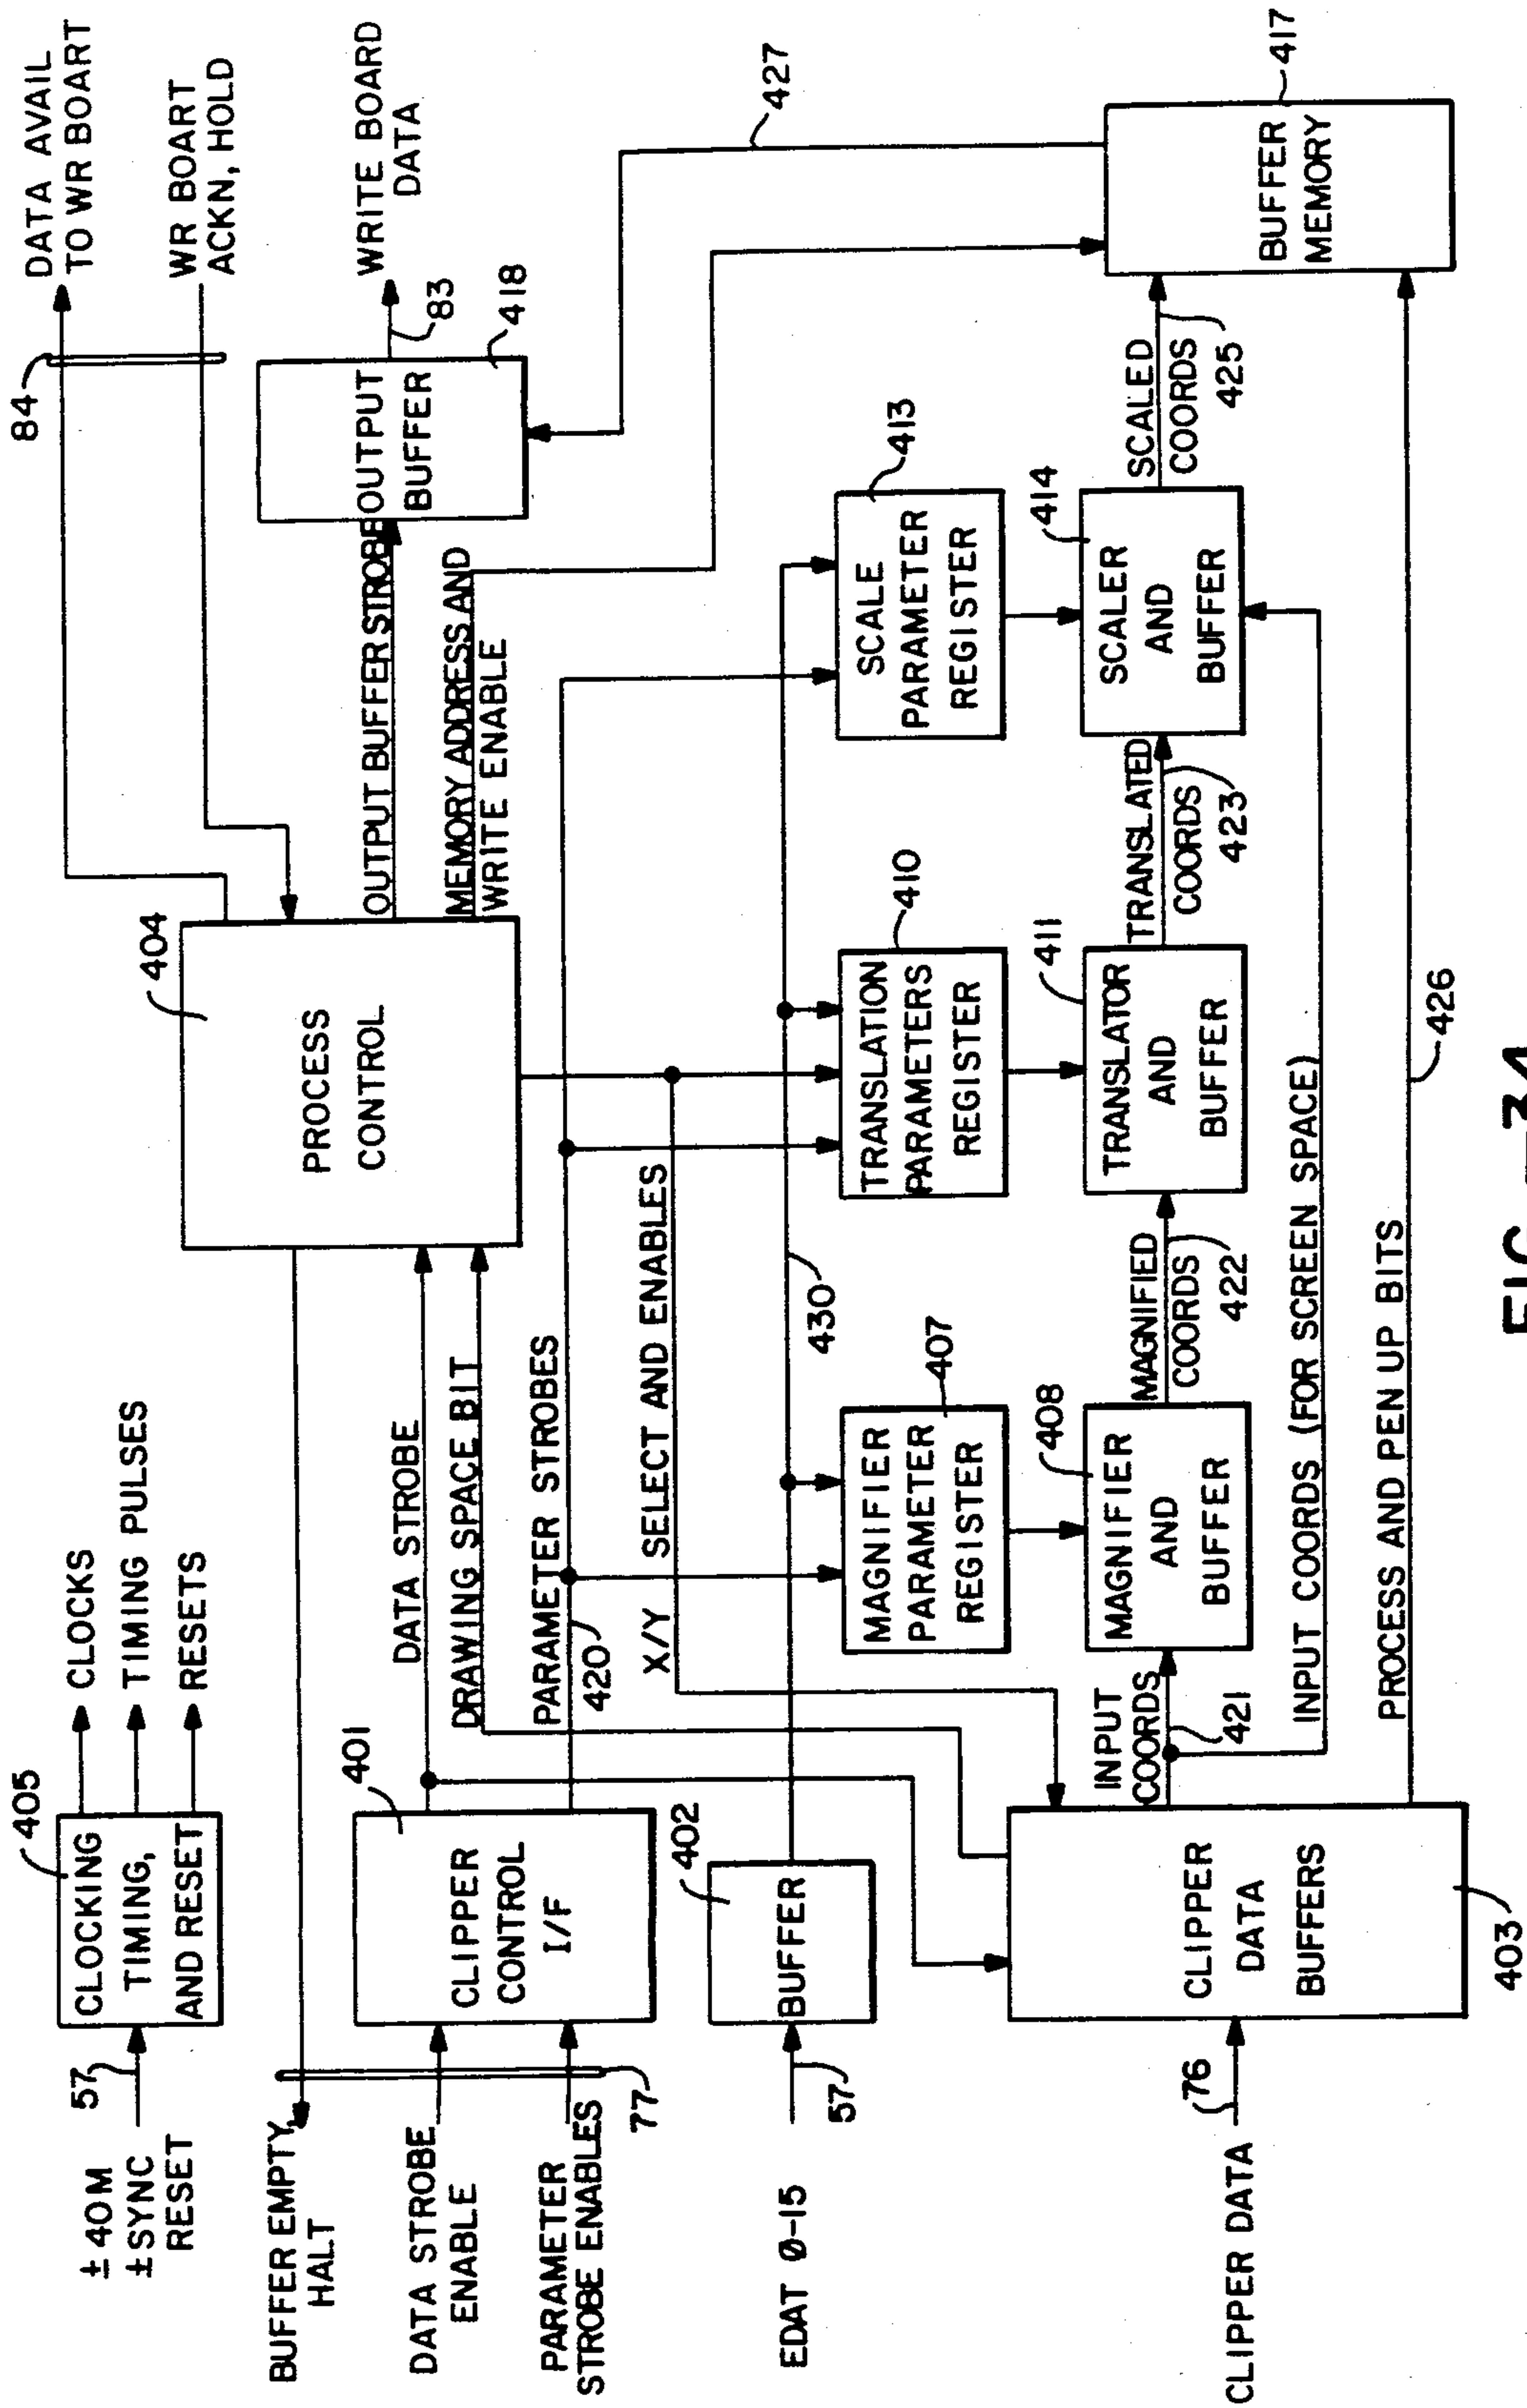 ±40M
±SYNC
RESET
57
CLOCKING
TIMING,
AND RESET
405
CLOCKS
TIMING PULSES
RESETS
84
DATA AVAIL
TO WR BOARD
WR BOART
ACKN, HOLD
BUFFER EMPTY
HALT
DATA STROBE
ENABLE
PARAMETER
STROBE ENABLES
77
CLIPPER
CONTROL
I/F
401
DATA STROBE
DRAWING SPACE BIT
PARAMETER STROBES
420
X/Y SELECT AND ENABLES
PROCESS
CONTROL
404
OUTPUT BUFFER STROBE
MEMORY ADDRESS AND
WRITE ENABLE
OUTPUT
BUFFER
418
83
WRITE BOARD
DATA
427
EDAT 0-15
57
BUFFER
402
430
MAGNIFIER
PARAMETER
REGISTER
407
TRANSLATION
PARAMETERS
REGISTER
410
SCALE
PARAMETER
REGISTER
413
CLIPPER DATA
76
CLIPPER
DATA
BUFFERS
403
INPUT
COORDS
421
MAGNIFIER
AND
BUFFER
408
MAGNIFIED
COORDS
422
TRANSLATOR
AND
BUFFER
411
TRANSLATED
COORDS
423
SCALER
AND
BUFFER
414
SCALED
COORDS
425
BUFFER
MEMORY
417
INPUT COORDS (FOR SCREEN SPACE)
PROCESS AND PEN UP BITS
426